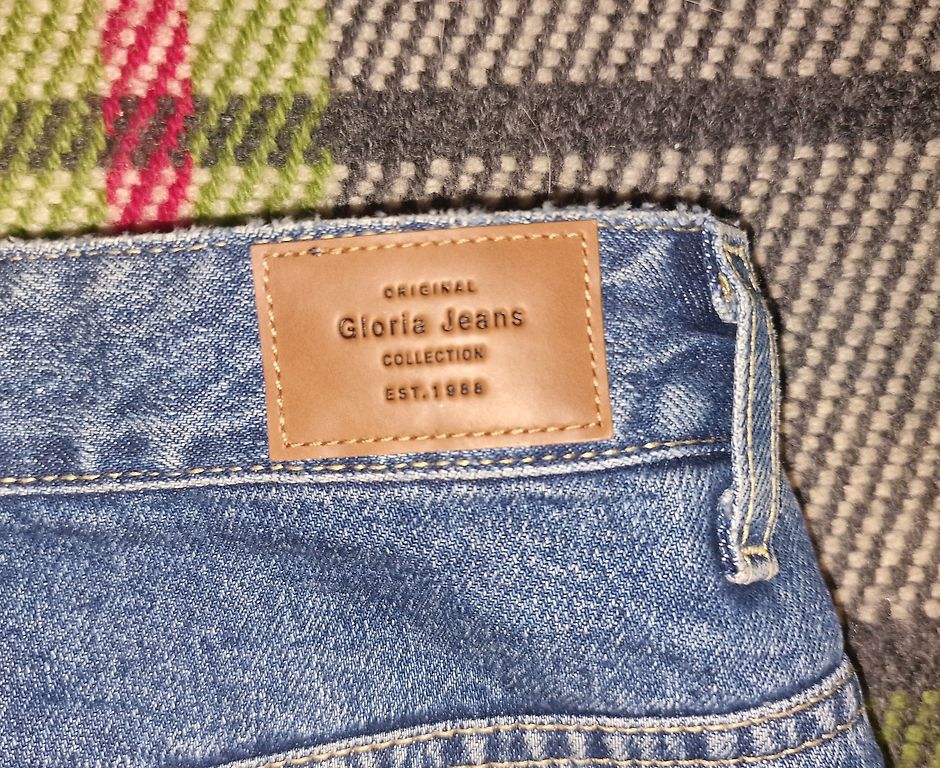 ORIGINAL
Gloria Jeans
COLLECTION
EST.1988